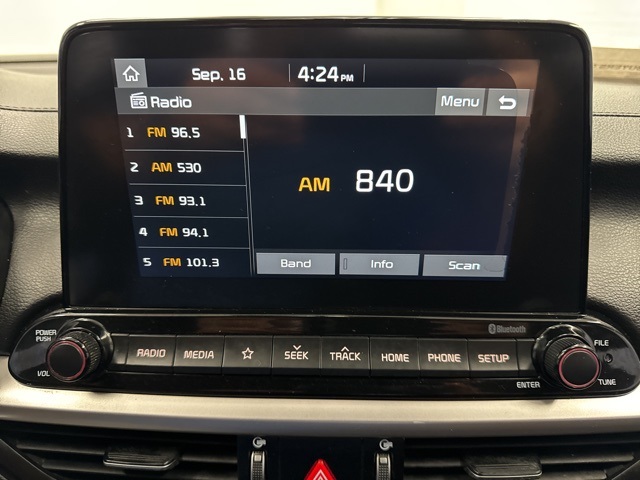 Sep. 16 4:24 PM
Radio Menu
1 FM 96.5
2 AM 530
3 FM 93.1
4 FM 94.1
5 FM 101.3
AM 840
Band Info Scan
Bluetooth
POWER
PUSH
VOL
RADIO MEDIA SEEK TRACK HOME PHONE SETUP
FILE
ENTER
TUNE